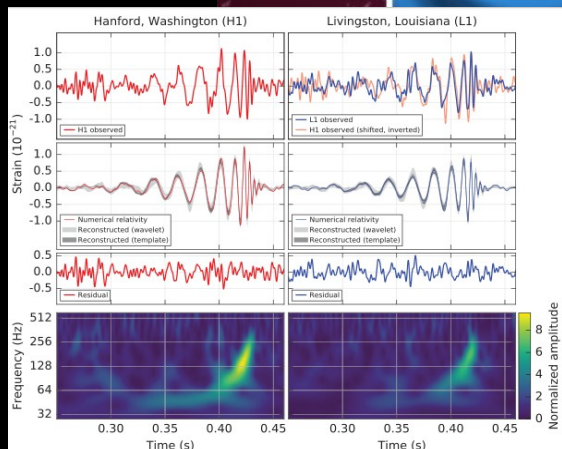 Hanford, Washington (H1)
Livingston, Louisiana (L1)
Strain (10⁻²¹)
1.0
0.5
0.0
-0.5
-1.0
H1 observed
L1 observed
H1 observed (shifted, inverted)
1.0
0.5
0.0
-0.5
-1.0
Numerical relativity
Reconstructed (wavelet)
Reconstructed (template)
Numerical relativity
Reconstructed (wavelet)
Reconstructed (template)
0.5
0.0
-0.5
Residual
Residual
Frequency (Hz)
512
256
128
64
32
Normalized amplitude
8
6
4
2
0
0.30
0.35
0.40
0.45
0.30
0.35
0.40
0.45
Time (s)
Time (s)